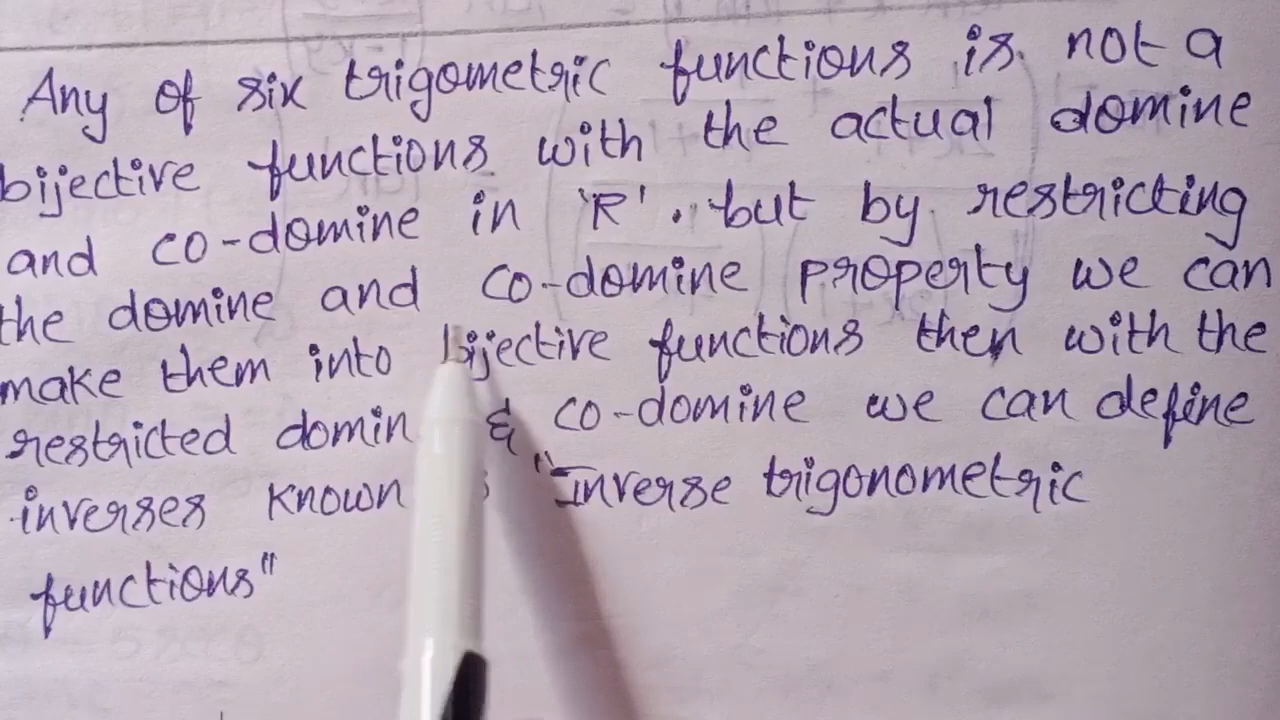 Any of six trigometric functions is not a
bijective functions with the actual domine
and co-domine in 'R'. but by restricting
the domine and co-domine property we can
make them into bijective functions then with the
restricted domin & co-domine we can define
inverses known "Inverse trigonometric
functions"